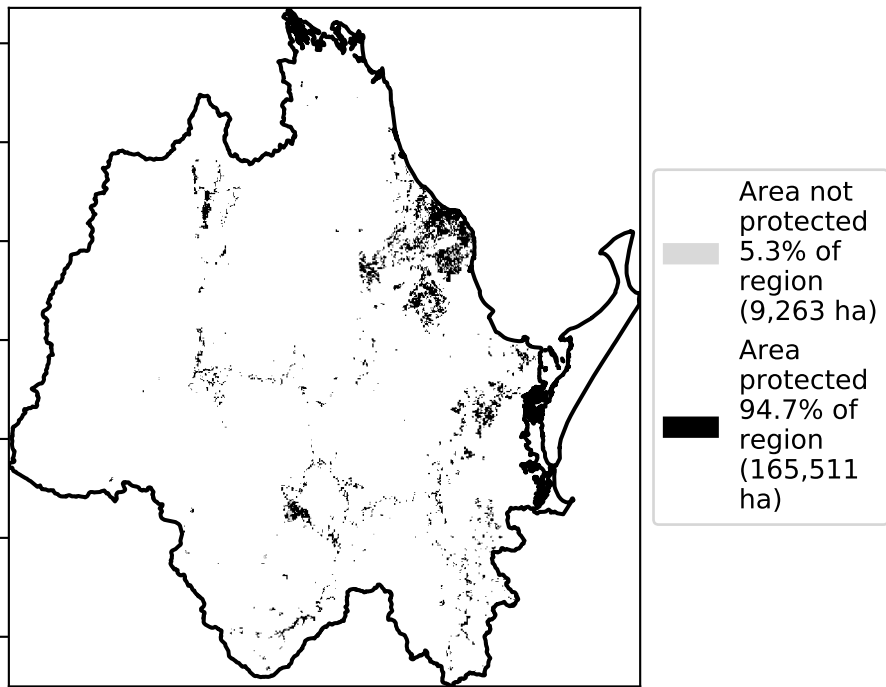 Area not
protected
5.3% of
region
(9,263 ha)
Area
protected
94.7% of
region
(165,511
ha)